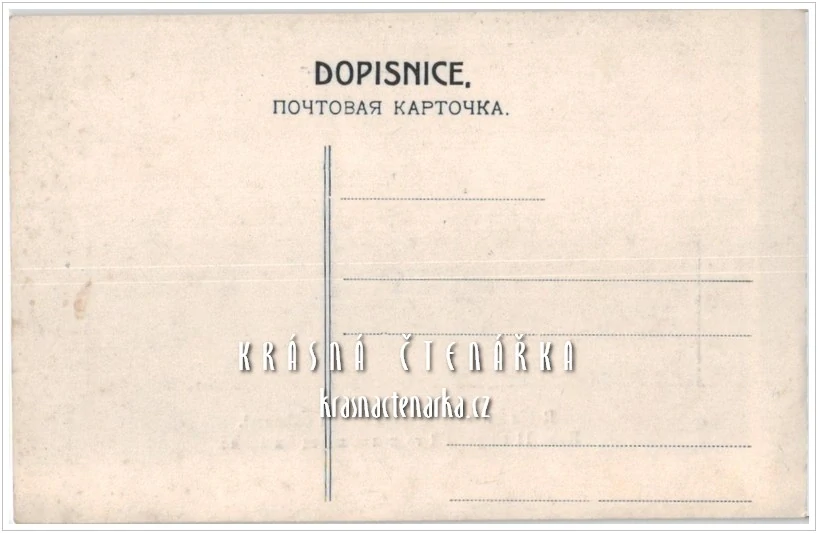 DOPISNICE.
ПОЧТОВАЯ КАРТОЧКА.
KRÁSNÁ ČTENÁŘKA
krasnactenarka.cz